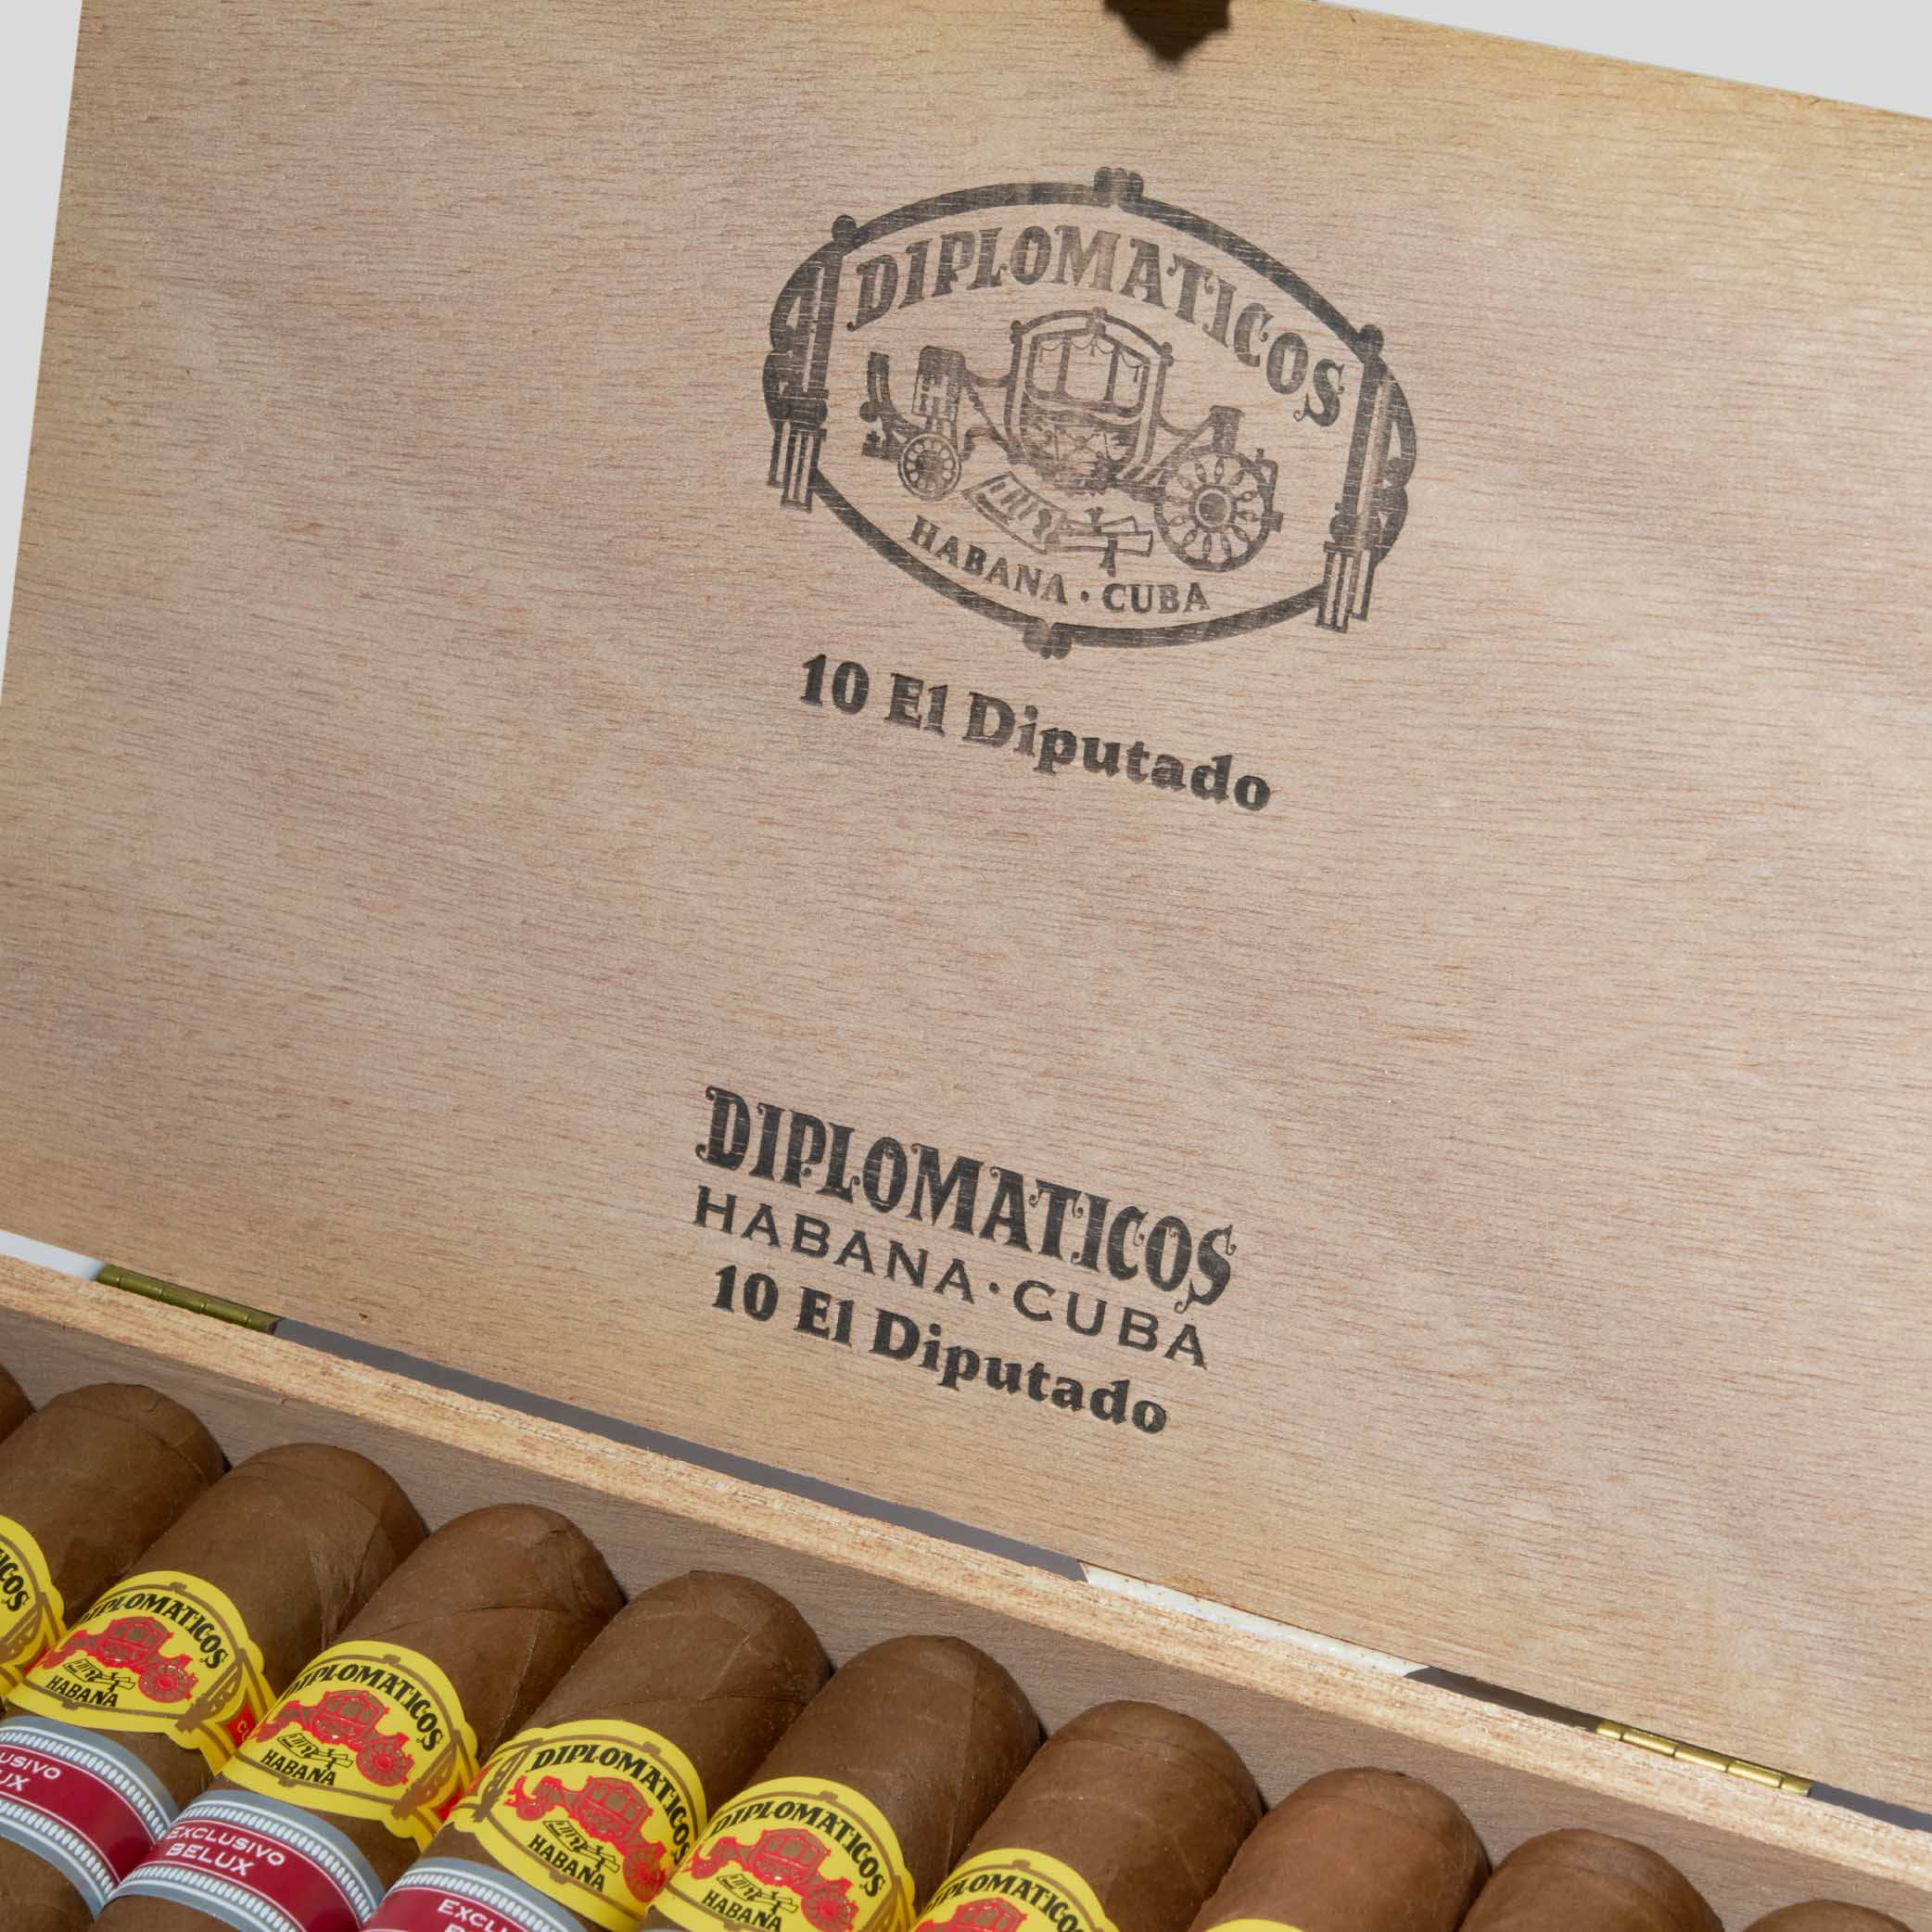 DIPLOMATICOS
HABANA · CUBA
10 El Diputado
DIPLOMATICOS
HABANA·CUBA
10 El Diputado
DIPLOMATICOS
HABANA
DIPLOMATICOS
HABANA
EXCLUSIVO
BELUX
DIPLOMATICOS
HABANA
DIPLOMATICOS
HABANA
DIPLOMATICOS